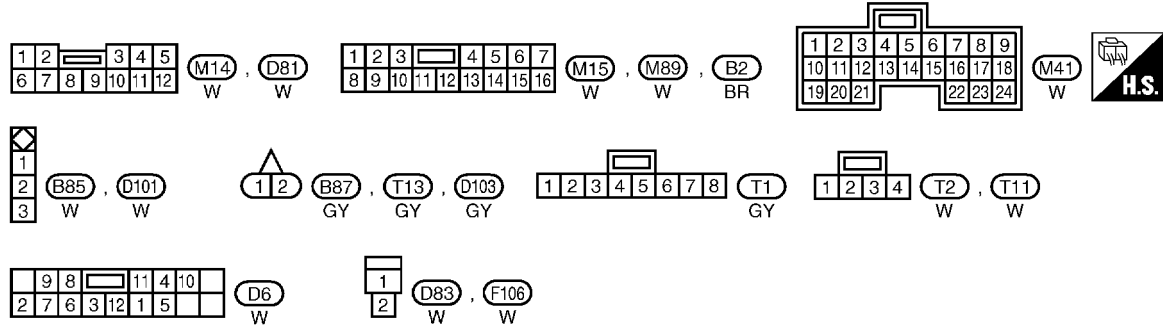 1 2 3 4 5
6 7 8 9 10 11 12
M14 , D81
W W
1 2 3 4 5 6 7
8 9 10 11 12 13 14 15 16
M15 , M89 , B2
W W BR
1 2 3 4 5 6 7 8 9
10 11 12 13 14 15 16 17 18
19 20 21 22 23 24
M41
W
H.S.
1
2
3
B85 , D101
W W
1 2
B87 , T13 , D103
GY GY GY
1 2 3 4 5 6 7 8
T1
GY
1 2 3 4
T2 , T11
W W
9 8 11 4 10
2 7 6 3 12 1 5
D6
W
1
2
D83 , F106
W W